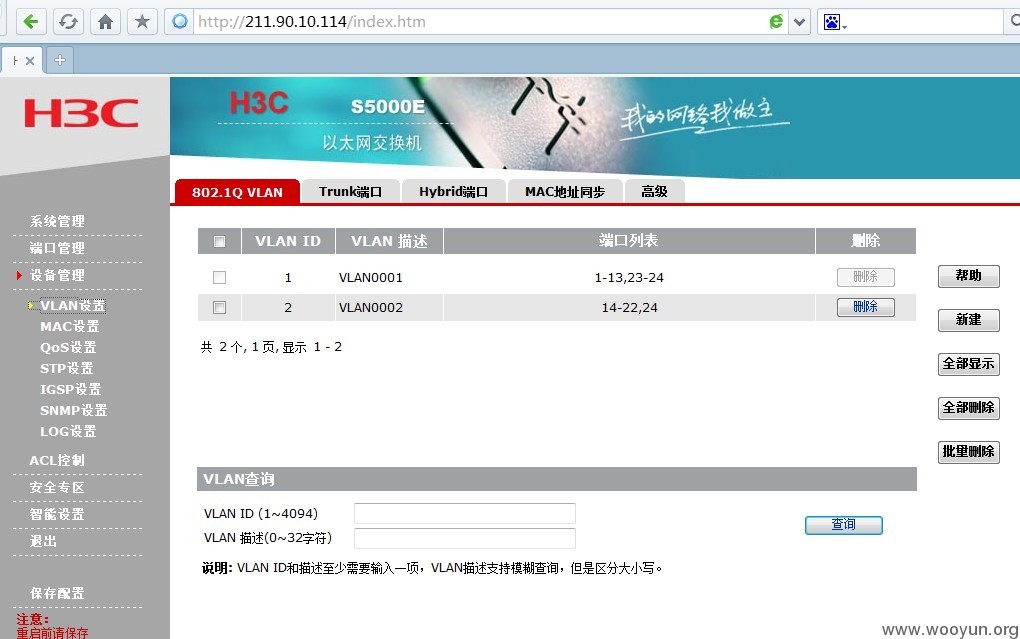 http://211.90.10.114/index.htm
H3C
H3C
S5000E
以太网交换机
我的网络我做主
802.1Q VLAN Trunk端口 Hybrid端口 MAC地址同步 高级
系统管理
端口管理
设备管理
VLAN设置
MAC设置
QoS设置
STP设置
IGSP设置
SNMP设置
LOG设置
ACL控制
安全专区
智能设置
退出
保存配置
注意:
重启前请保存
VLAN ID VLAN 描述 端口列表 删除
1 VLAN0001 1-13,23-24 删除
2 VLAN0002 14-22,24 删除
共 2 个, 1 页, 显示 1 - 2
帮助
新建
全部显示
全部删除
批量删除
VLAN查询
VLAN ID (1~4094)
VLAN 描述(0~32字符)
查询
说明: VLAN ID和描述至少需要输入一项，VLAN描述支持模糊查询，但是区分大小写。
www.wooyun.org